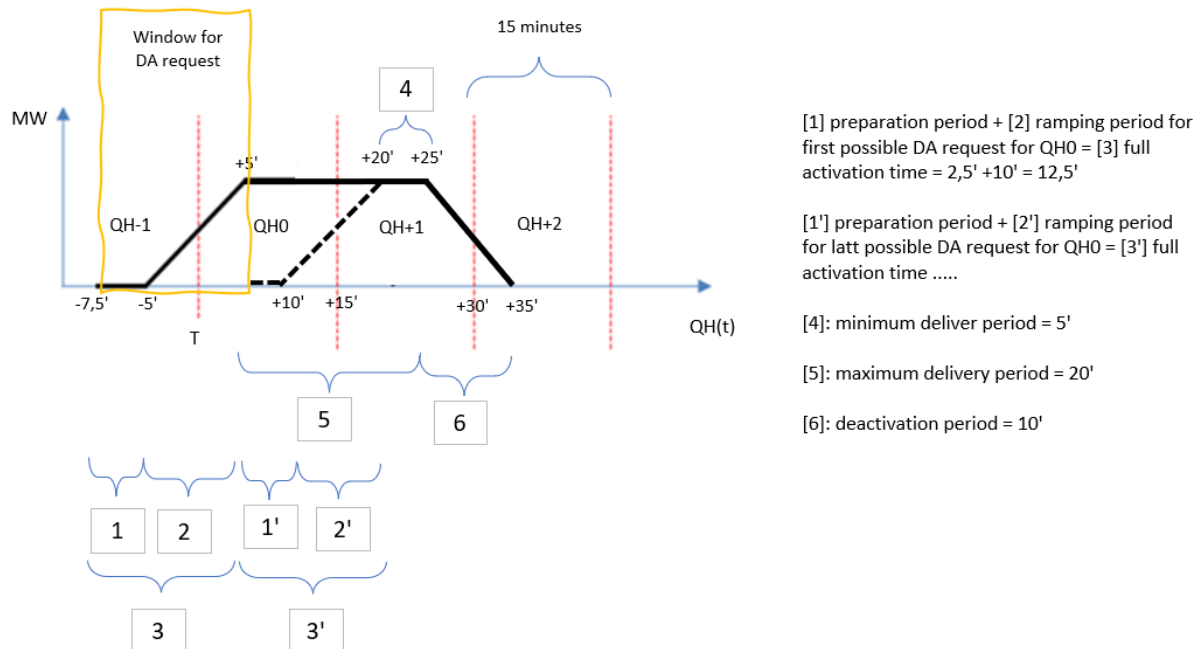 Window for
DA request
15 minutes
4
MW
+5'
+20'
+25'
QH-1
QH0
QH+1
QH+2
-7,5'
-5'
+10'
+15'
+30'
+35'
T
QH(t)
5
6
1
2
1'
2'
3
3'
[1] preparation period + [2] ramping period for
first possible DA request for QH0 = [3] full
activation time = 2,5' +10' = 12,5'
[1'] preparation period + [2'] ramping period
for latt possible DA request for QH0 = [3'] full
activation time .....
[4]: minimum deliver period = 5'
[5]: maximum delivery period = 20'
[6]: deactivation period = 10'